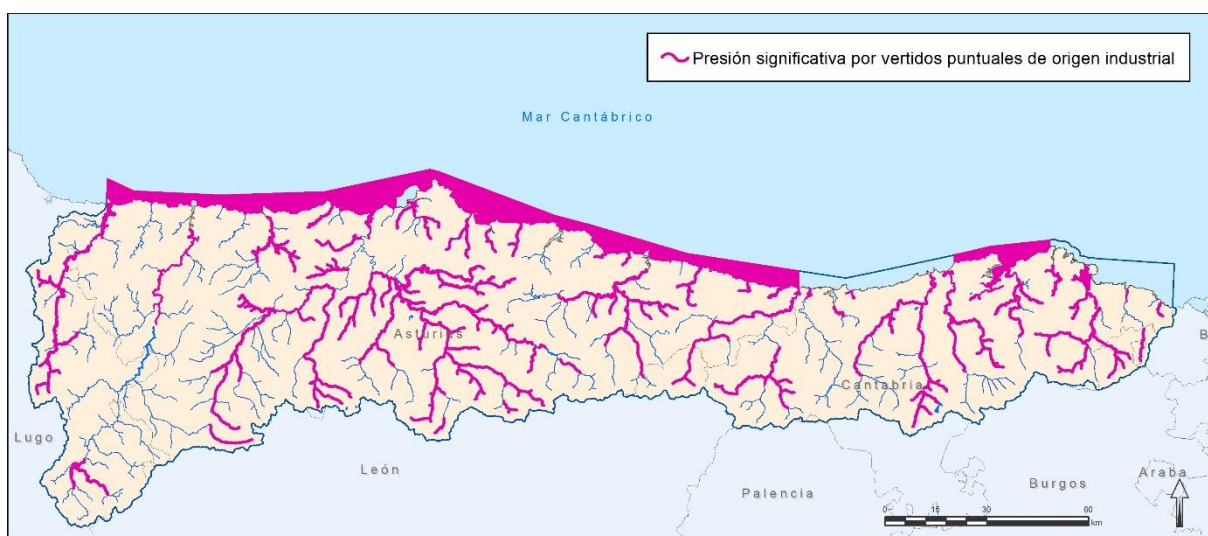 Presión significativa por vertidos puntuales de origen industrial
Mar Cantábrico
Asturias
Cantabria
Lugo
León
Palencia
Burgos
Araba
B
0 15 30 60
km